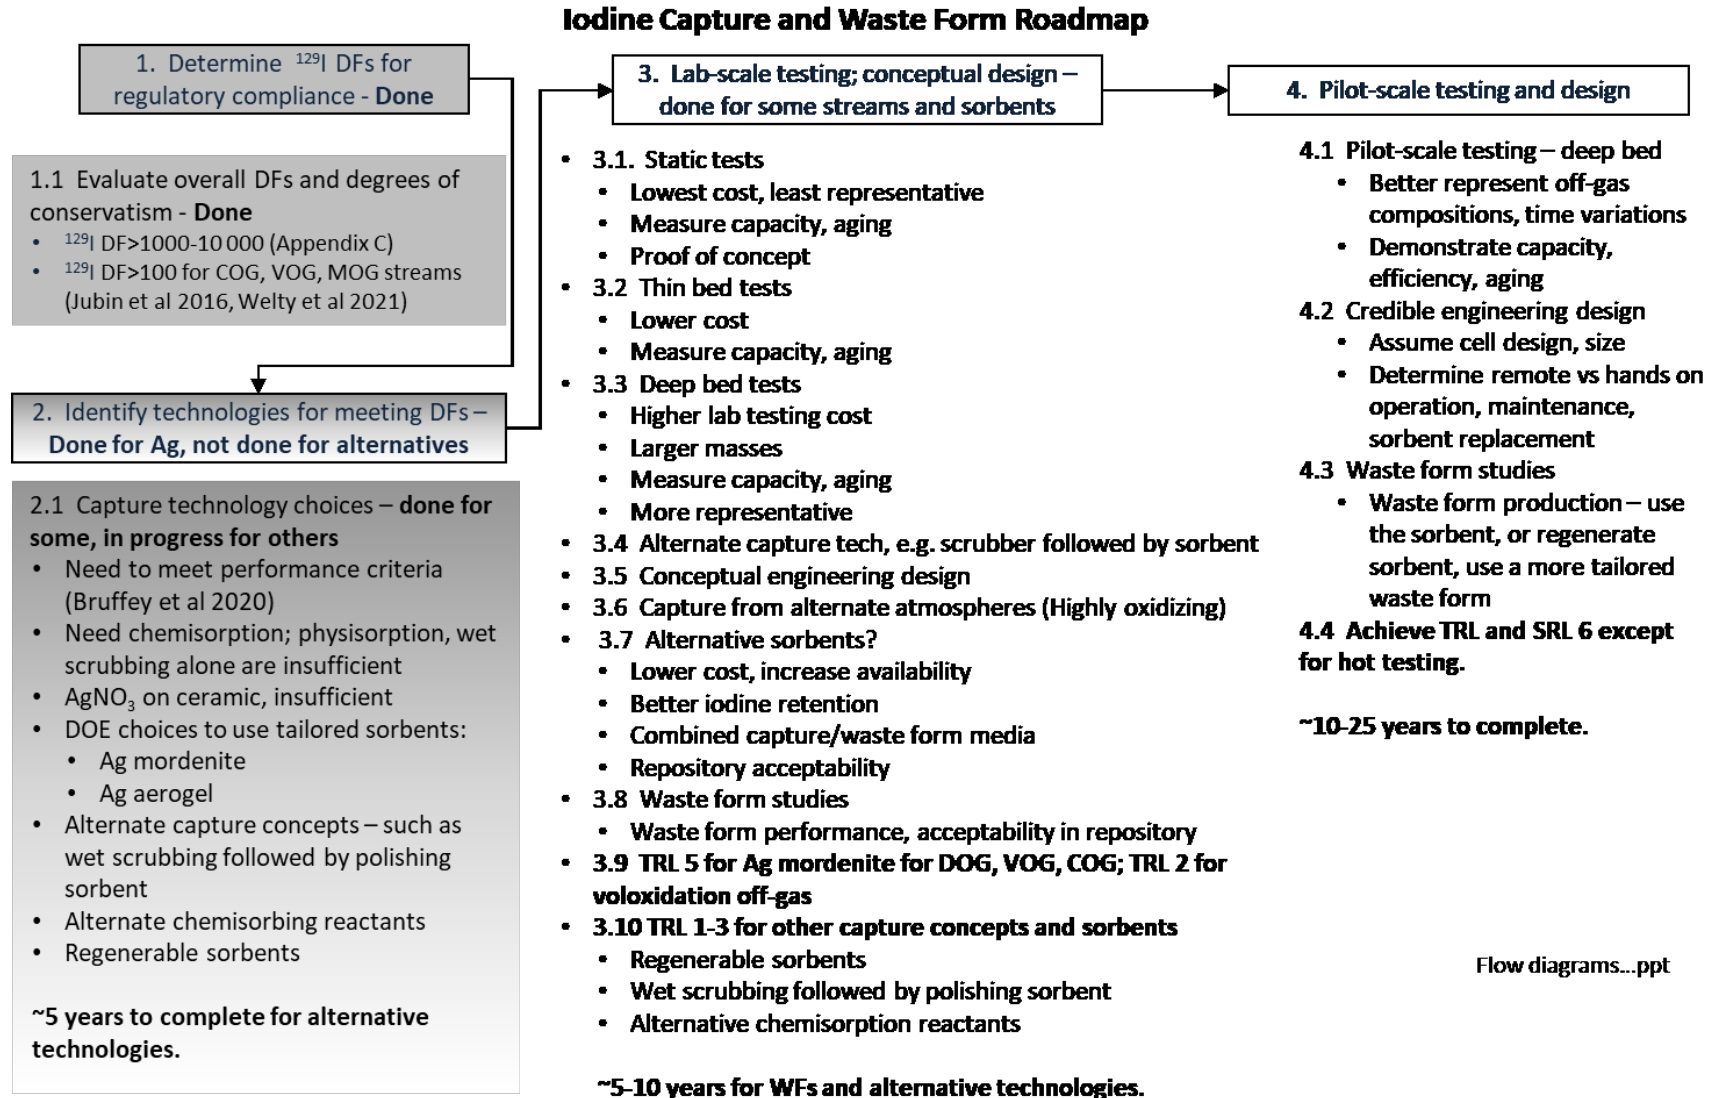 Iodine Capture and Waste Form Roadmap
1. Determine ¹²⁹I DFs for
regulatory compliance - Done
1.1 Evaluate overall DFs and degrees of
conservatism - Done
• ¹²⁹I DF>1000-10 000 (Appendix C)
• ¹²⁹I DF>100 for COG, VOG, MOG streams
(Jubin et al 2016, Welty et al 2021)
2. Identify technologies for meeting DFs –
Done for Ag, not done for alternatives
2.1 Capture technology choices – done for
some, in progress for others
• Need to meet performance criteria
(Bruffey et al 2020)
• Need chemisorption; physisorption, wet
scrubbing alone are insufficient
• AgNO₃ on ceramic, insufficient
• DOE choices to use tailored sorbents:
• Ag mordenite
• Ag aerogel
• Alternate capture concepts – such as
wet scrubbing followed by polishing
sorbent
• Alternate chemisorbing reactants
• Regenerable sorbents
~5 years to complete for alternative
technologies.
3. Lab-scale testing; conceptual design –
done for some streams and sorbents
• 3.1. Static tests
• Lowest cost, least representative
• Measure capacity, aging
• Proof of concept
• 3.2 Thin bed tests
• Lower cost
• Measure capacity, aging
• 3.3 Deep bed tests
• Higher lab testing cost
• Larger masses
• Measure capacity, aging
• More representative
• 3.4 Alternate capture tech, e.g. scrubber followed by sorbent
• 3.5 Conceptual engineering design
• 3.6 Capture from alternate atmospheres (Highly oxidizing)
• 3.7 Alternative sorbents?
• Lower cost, increase availability
• Better iodine retention
• Combined capture/waste form media
• Repository acceptability
• 3.8 Waste form studies
• Waste form performance, acceptability in repository
• 3.9 TRL 5 for Ag mordenite for DOG, VOG, COG; TRL 2 for
voloxidation off-gas
• 3.10 TRL 1-3 for other capture concepts and sorbents
• Regenerable sorbents
• Wet scrubbing followed by polishing sorbent
• Alternative chemisorption reactants
~5-10 years for WFs and alternative technologies.
4. Pilot-scale testing and design
4.1 Pilot-scale testing – deep bed
• Better represent off-gas
compositions, time variations
• Demonstrate capacity,
efficiency, aging
4.2 Credible engineering design
• Assume cell design, size
• Determine remote vs hands on
operation, maintenance,
sorbent replacement
4.3 Waste form studies
• Waste form production – use
the sorbent, or regenerate
sorbent, use a more tailored
waste form
4.4 Achieve TRL and SRL 6 except
for hot testing.
~10-25 years to complete.
Flow diagrams...ppt